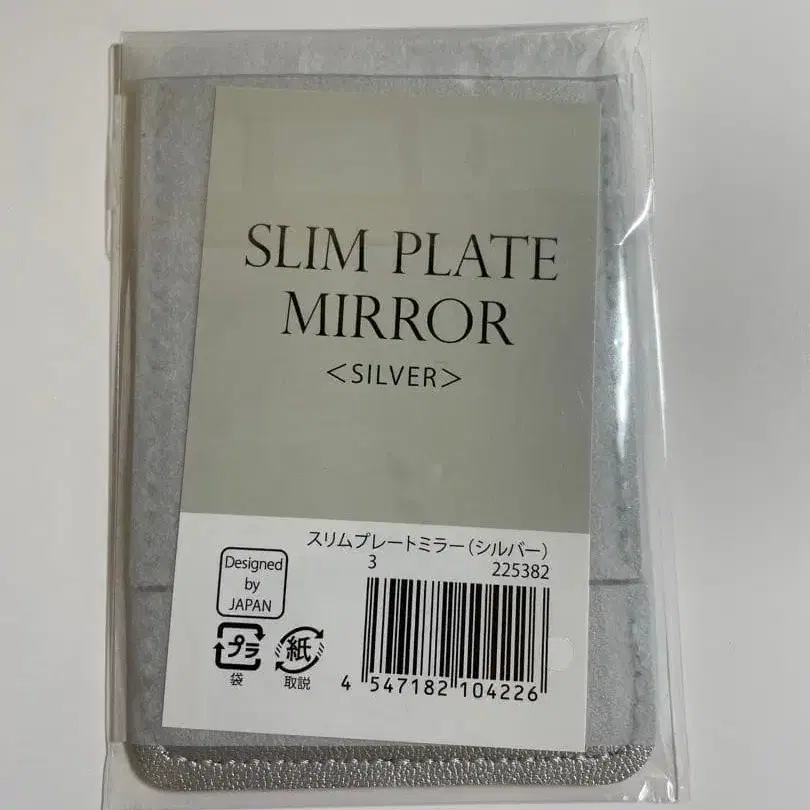 SLIM PLATE
MIRROR
<SILVER>
スリムプレートミラー(シルバー)
3 225382
Designed
by
JAPAN
プラ
袋
紙
取説
4 547182 104226